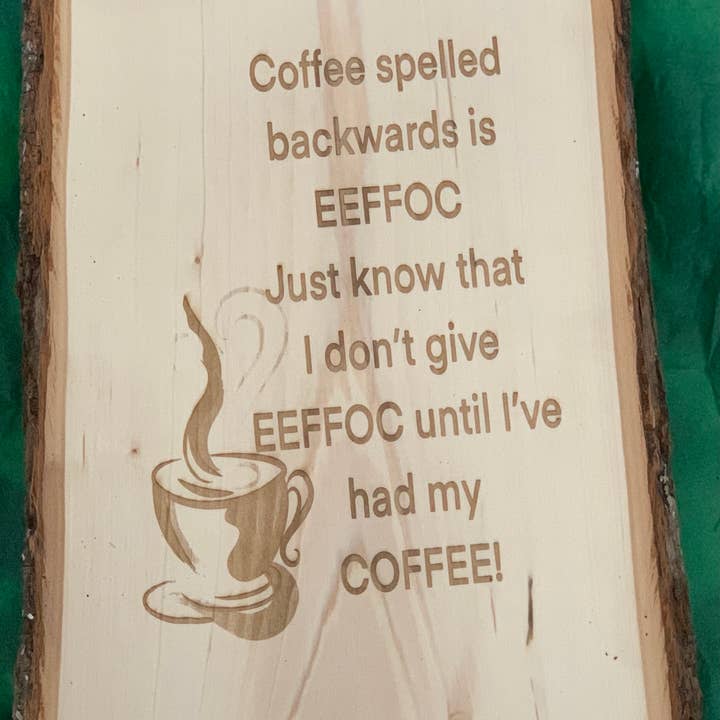 Coffee spelled
backwards is
EEFFOC
Just know that
I don't give
EEFFOC until I've
had my
COFFEE!